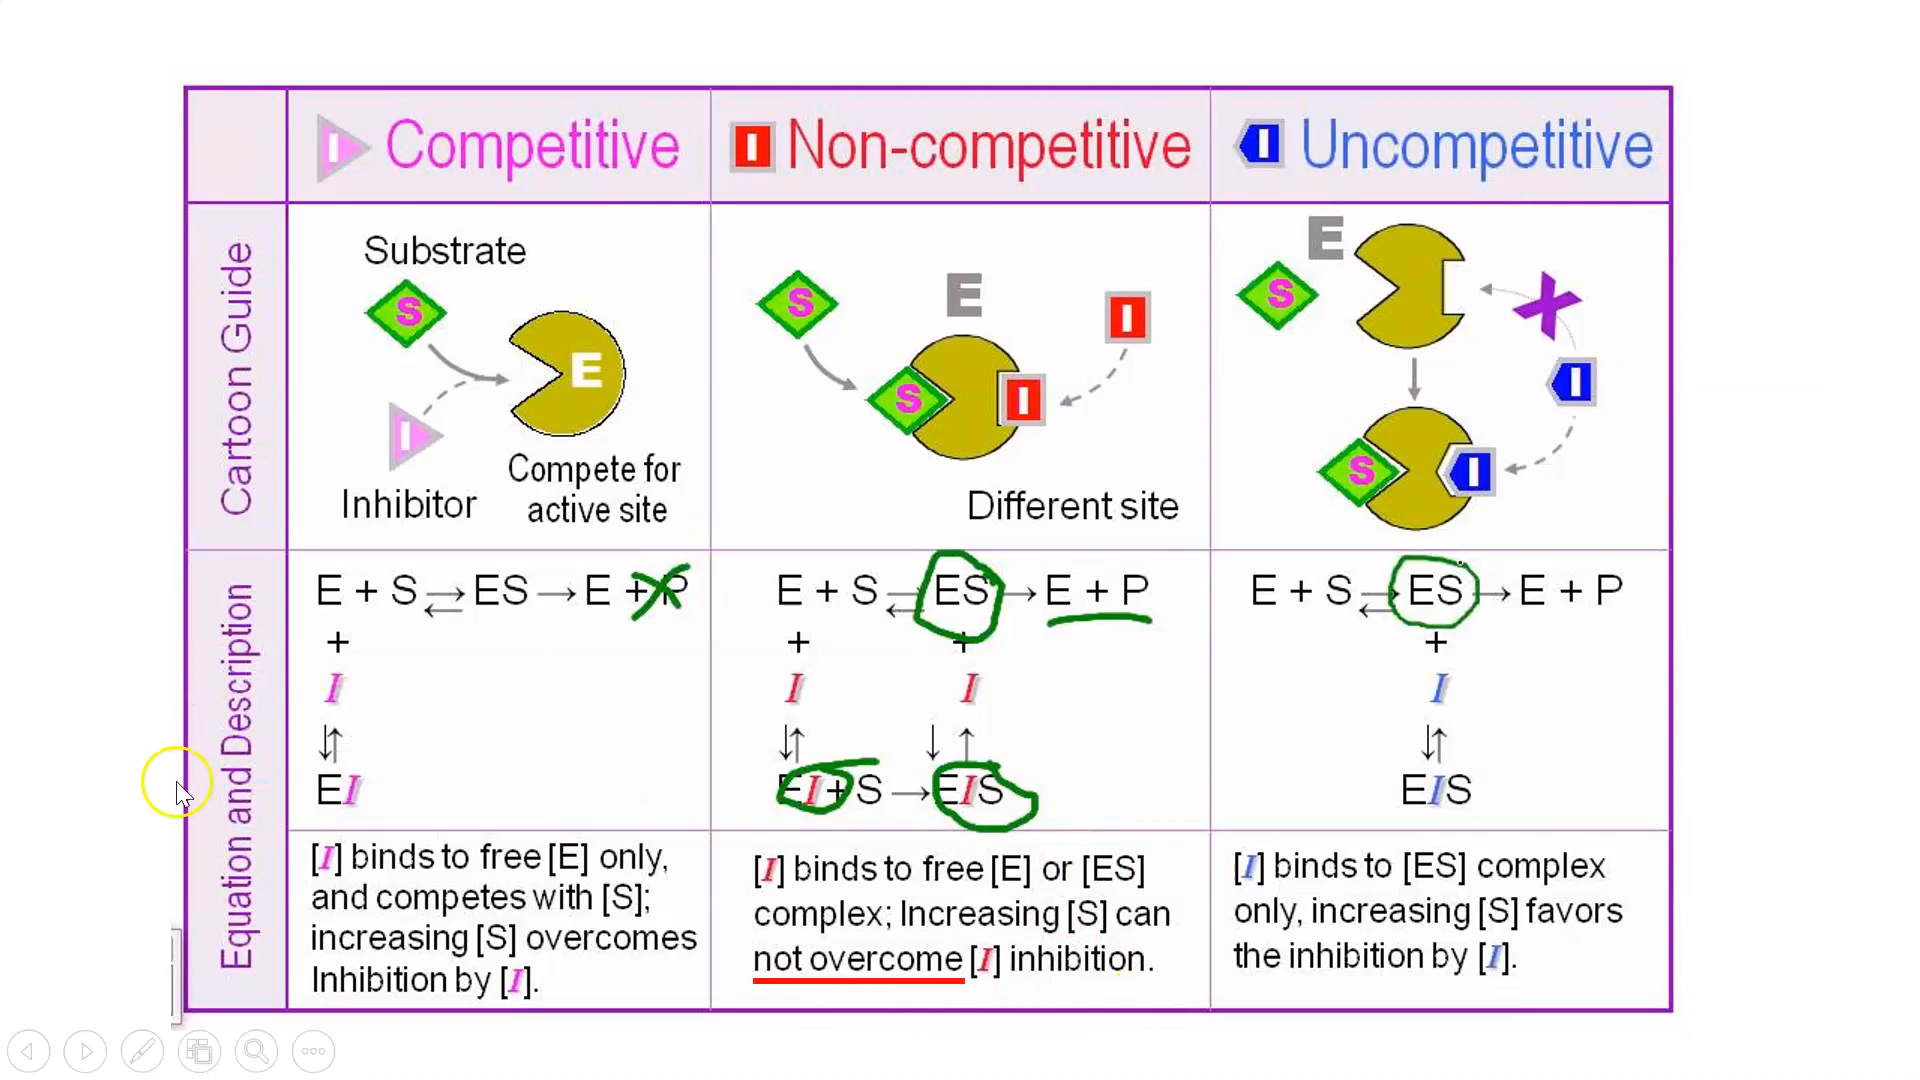 I Competitive
I Non-competitive
I Uncompetitive
Cartoon Guide
Substrate
S
E
I
Inhibitor
Compete for
active site
S
E
I
S
I
Different site
E
S
I
S
I
Equation and Description
E + S ⇌ ES → E + P
+
I
⇓⇑
EI
E + S ⇌ ES → E + P
+ +
I I
↓↑ ↓ ↑
EI + S → EIS
E + S ⇌ ES → E + P
+
I
↓↑
EIS
[I] binds to free [E] only,
and competes with [S];
increasing [S] overcomes
Inhibition by [I].
[I] binds to free [E] or [ES]
complex; Increasing [S] can
not overcome [I] inhibition.
[I] binds to [ES] complex
only, increasing [S] favors
the inhibition by [I].